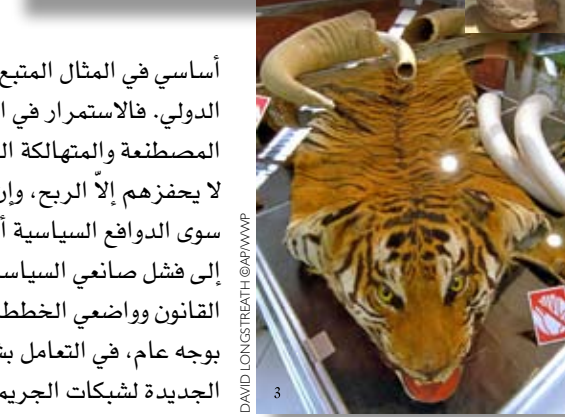 أساسي في المثال المتبع
الدولي. فالاستمرار في
المصطنعة والمتهالكة
لا يحفزهم إلاّ الربح، وإن
سوى الدوافع السياسية
إلى فشل صانعي
القانون وواضعي الخطط
بوجه عام، في التعامل
الجديدة لشبكات
DAVID LONGSTREATH ©AP/WWP
3